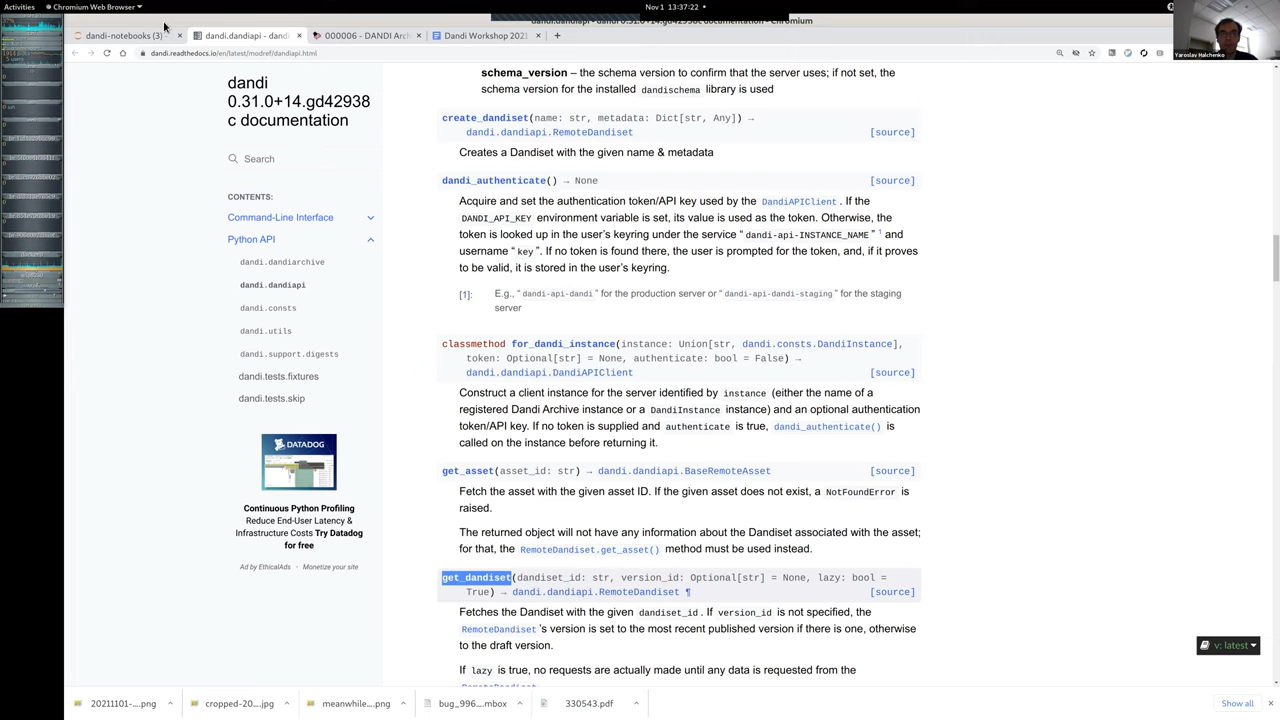 Activities
Chromium Web Browser
Nov 1 13:37:22
dandi.dandiapi - dandi 0.31.0+14.gd42938c documentation - Chromium
dandi-notebooks (3)
dandi.dandiapi - dandi
000006 - DANDI Arch
Dandi Workshop 2021
dandi.readthedocs.io/en/latest/modref/dandiapi.html
Yaroslav Halchenko
dandi
0.31.0+14.gd42938
c documentation
Search
CONTENTS:
Command-Line Interface
Python API
dandi.dandiarchive
dandi.dandiapi
dandi.consts
dandi.utils
dandi.support.digests
dandi.tests.fixtures
dandi.tests.skip
DATADOG
Continuous Python Profiling
Reduce End-User Latency &
Infrastructure Costs Try Datadog
for free
Ad by EthicalAds · Monetize your site
schema_version – the schema version to confirm that the server uses; if not set, the
schema version for the installed dandischema library is used
create_dandiset(name: str, metadata: Dict[str, Any]) →
dandi.dandiapi.RemoteDandiset [source]
Creates a Dandiset with the given name & metadata
dandi_authenticate() → None [source]
Acquire and set the authentication token/API key used by the DandiAPIClient. If the
DANDI_API_KEY environment variable is set, its value is used as the token. Otherwise, the
token is looked up in the user's keyring under the service “dandi-api-INSTANCE_NAME” 1 and
username “key”. If no token is found there, the user is prompted for the token, and, if it proves
to be valid, it is stored in the user's keyring.
[1]: E.g., “dandi-api-dandi” for the production server or “dandi-api-dandi-staging” for the staging
server
classmethod for_dandi_instance(instance: Union[str, dandi.consts.DandiInstance],
token: Optional[str] = None, authenticate: bool = False) →
dandi.dandiapi.DandiAPIClient [source]
Construct a client instance for the server identified by instance (either the name of a
registered Dandi Archive instance or a DandiInstance instance) and an optional authentication
token/API key. If no token is supplied and authenticate is true, dandi_authenticate() is
called on the instance before returning it.
get_asset(asset_id: str) → dandi.dandiapi.BaseRemoteAsset [source]
Fetch the asset with the given asset ID. If the given asset does not exist, a NotFoundError is
raised.
The returned object will not have any information about the Dandiset associated with the asset;
for that, the RemoteDandiset.get_asset() method must be used instead.
get_dandiset(dandiset_id: str, version_id: Optional[str] = None, lazy: bool =
True) → dandi.dandiapi.RemoteDandiset ¶ [source]
Fetches the Dandiset with the given dandiset_id. If version_id is not specified, the
RemoteDandiset's version is set to the most recent published version if there is one, otherwise
to the draft version.
If lazy is true, no requests are actually made until any data is requested from the
v: latest
20211101-....png
cropped-20....jpg
meanwhile....png
bug_996....mbox
330543.pdf
Show all